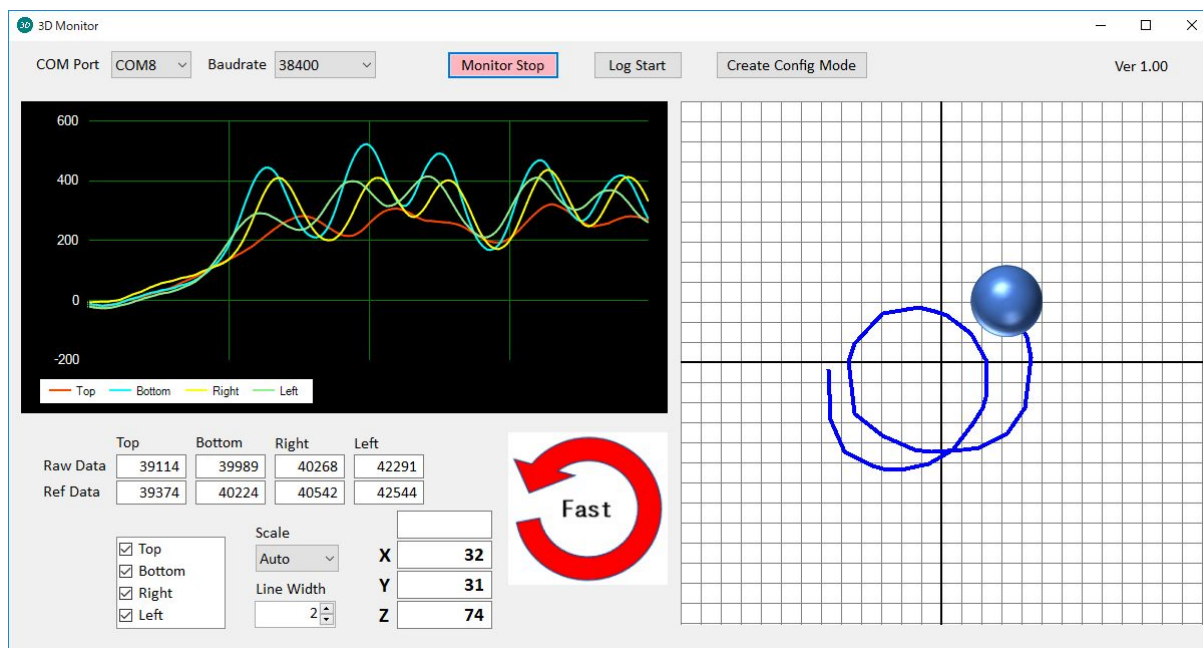 3D 3D Monitor
COM Port COM8 Baudrate 38400 Monitor Stop Log Start Create Config Mode Ver 1.00
600
400
200
0
-200
Top Bottom Right Left
Top Bottom Right Left
Raw Data 39114 39989 40268 42291
Ref Data 39374 40224 40542 42544
Fast
Scale
Top
Auto
X 32
Bottom
Line Width
Y 31
Right
2
Z 74
Left